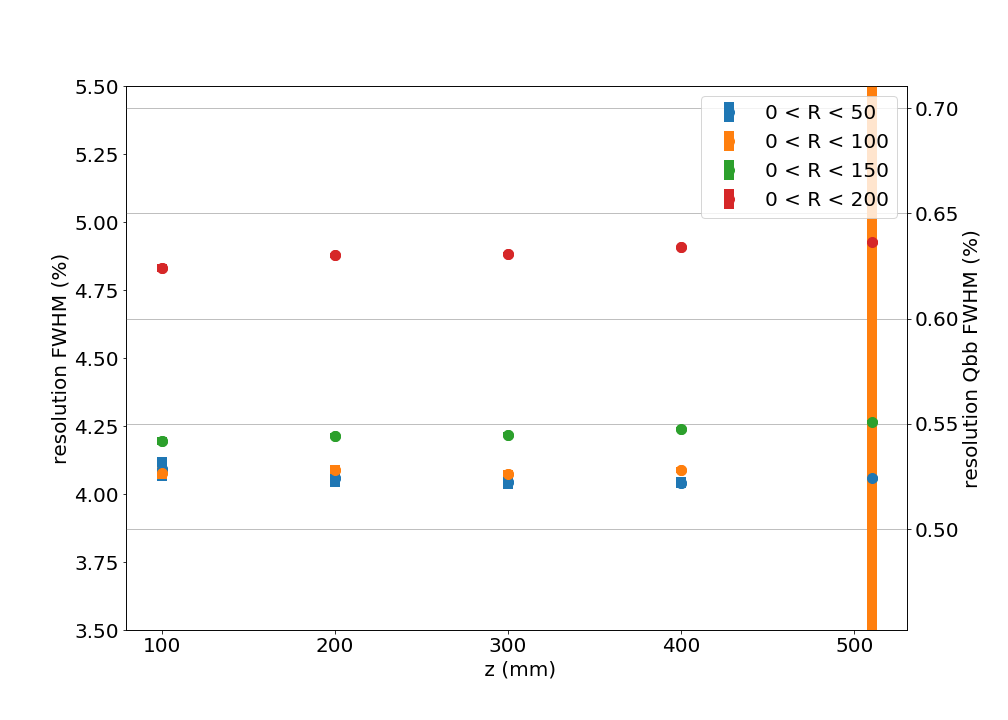 5.50
5.25
5.00
4.75
4.50
4.25
4.00
3.75
3.50
resolution FWHM (%)
100
200
300
400
500
z (mm)
0 < R < 50
0 < R < 100
0 < R < 150
0 < R < 200
0.70
0.65
0.60
0.55
0.50
resolution Qbb FWHM (%)